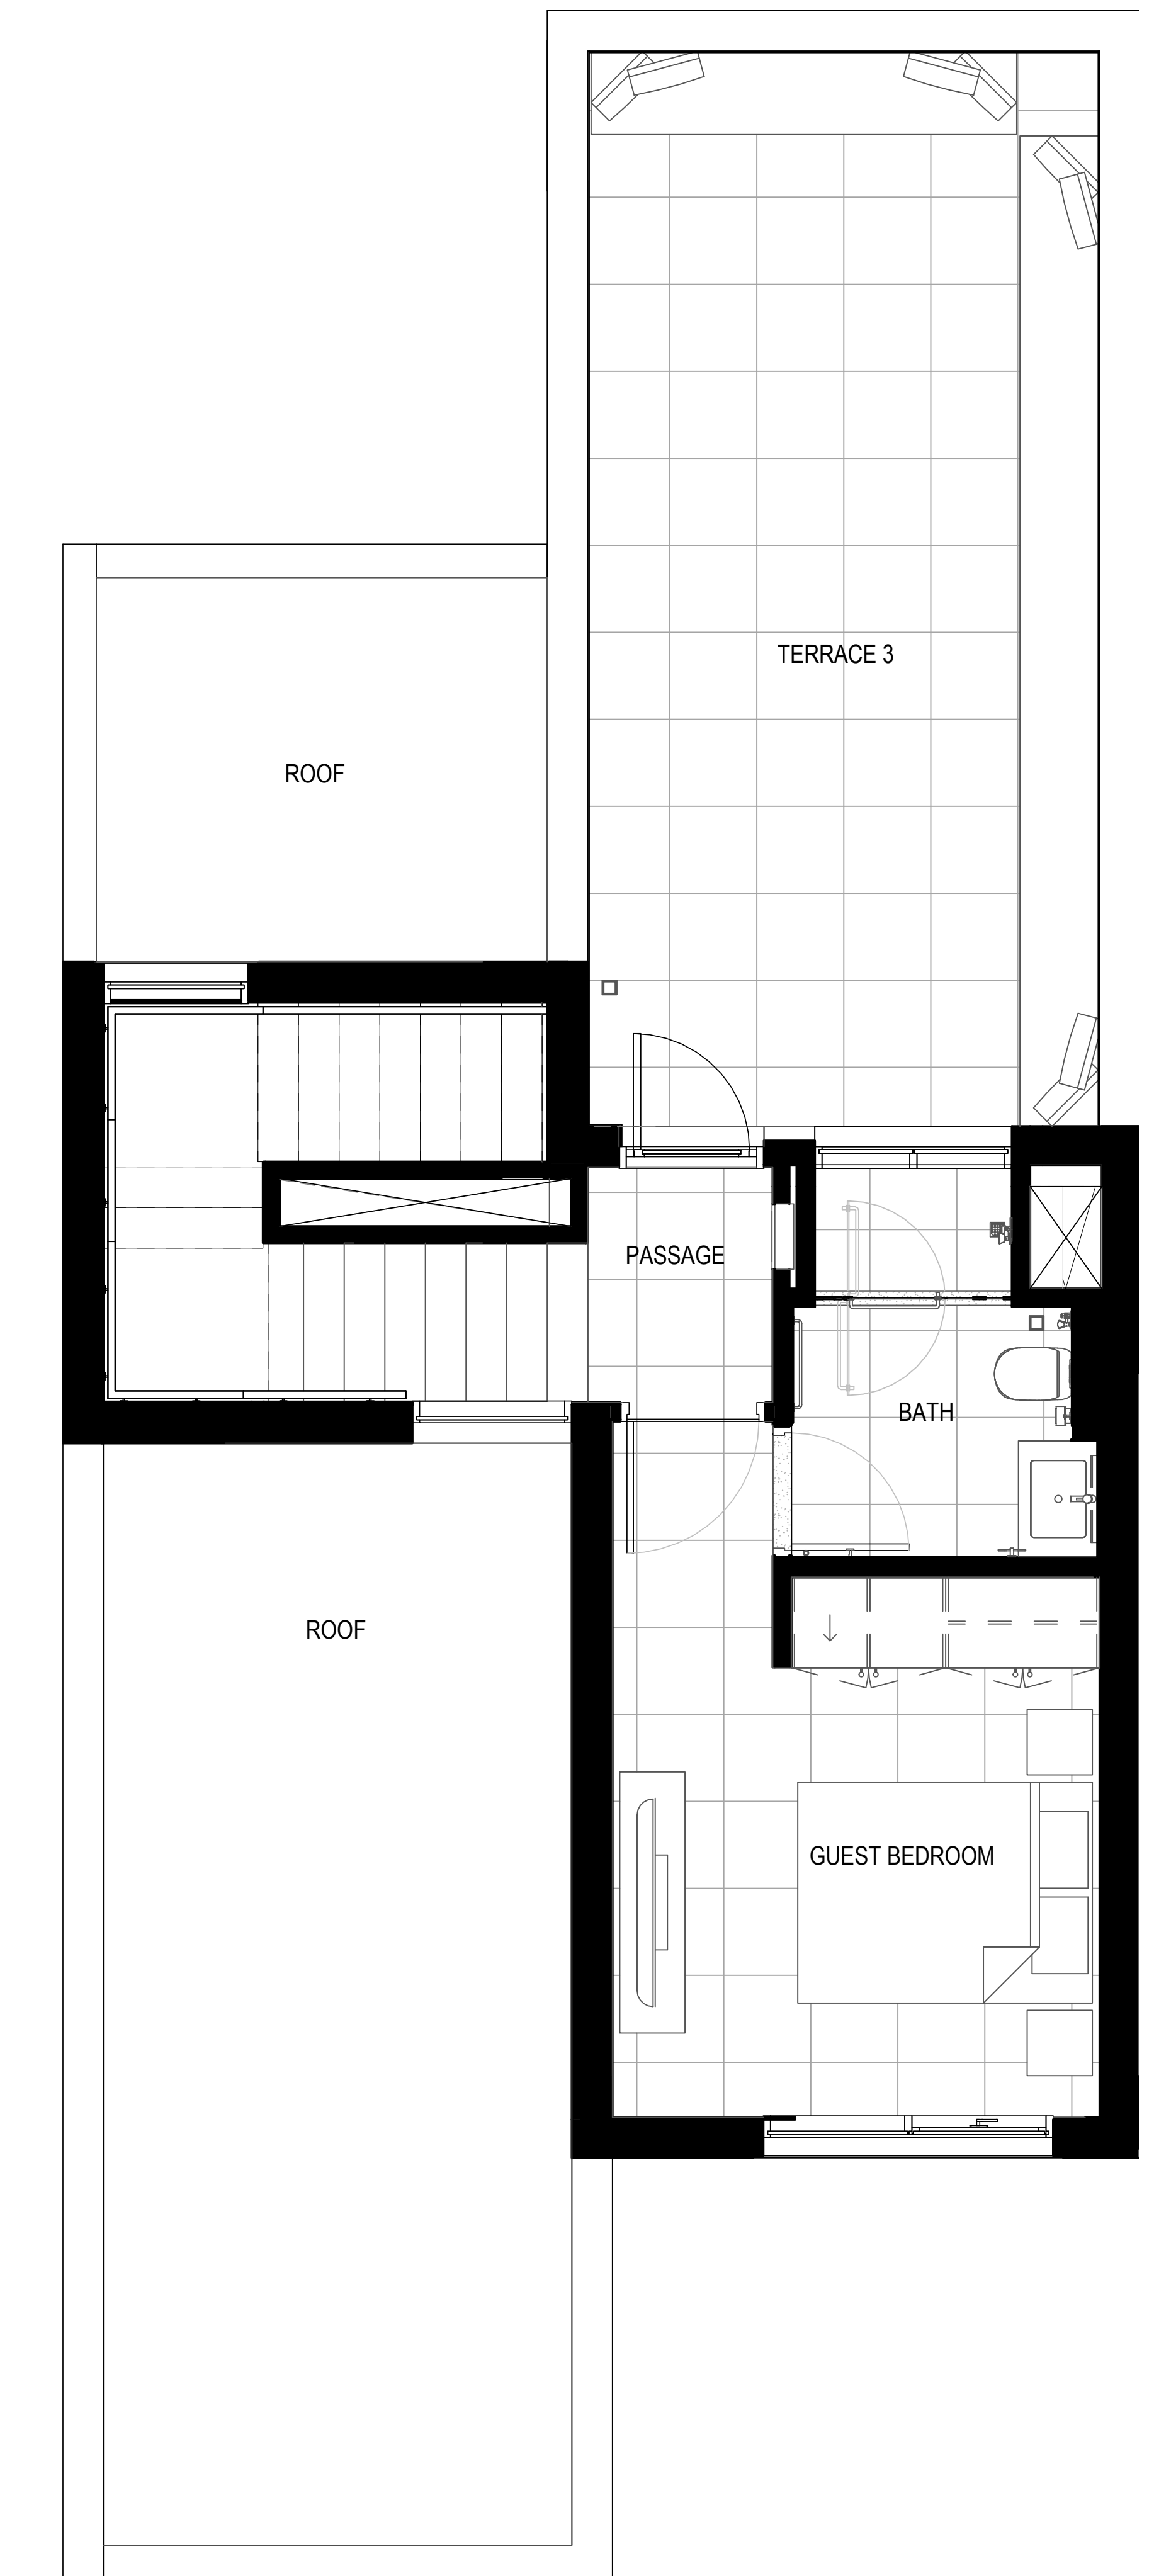 TERRACE 3
ROOF
PASSAGE
BATH
ROOF
GUEST BEDROOM